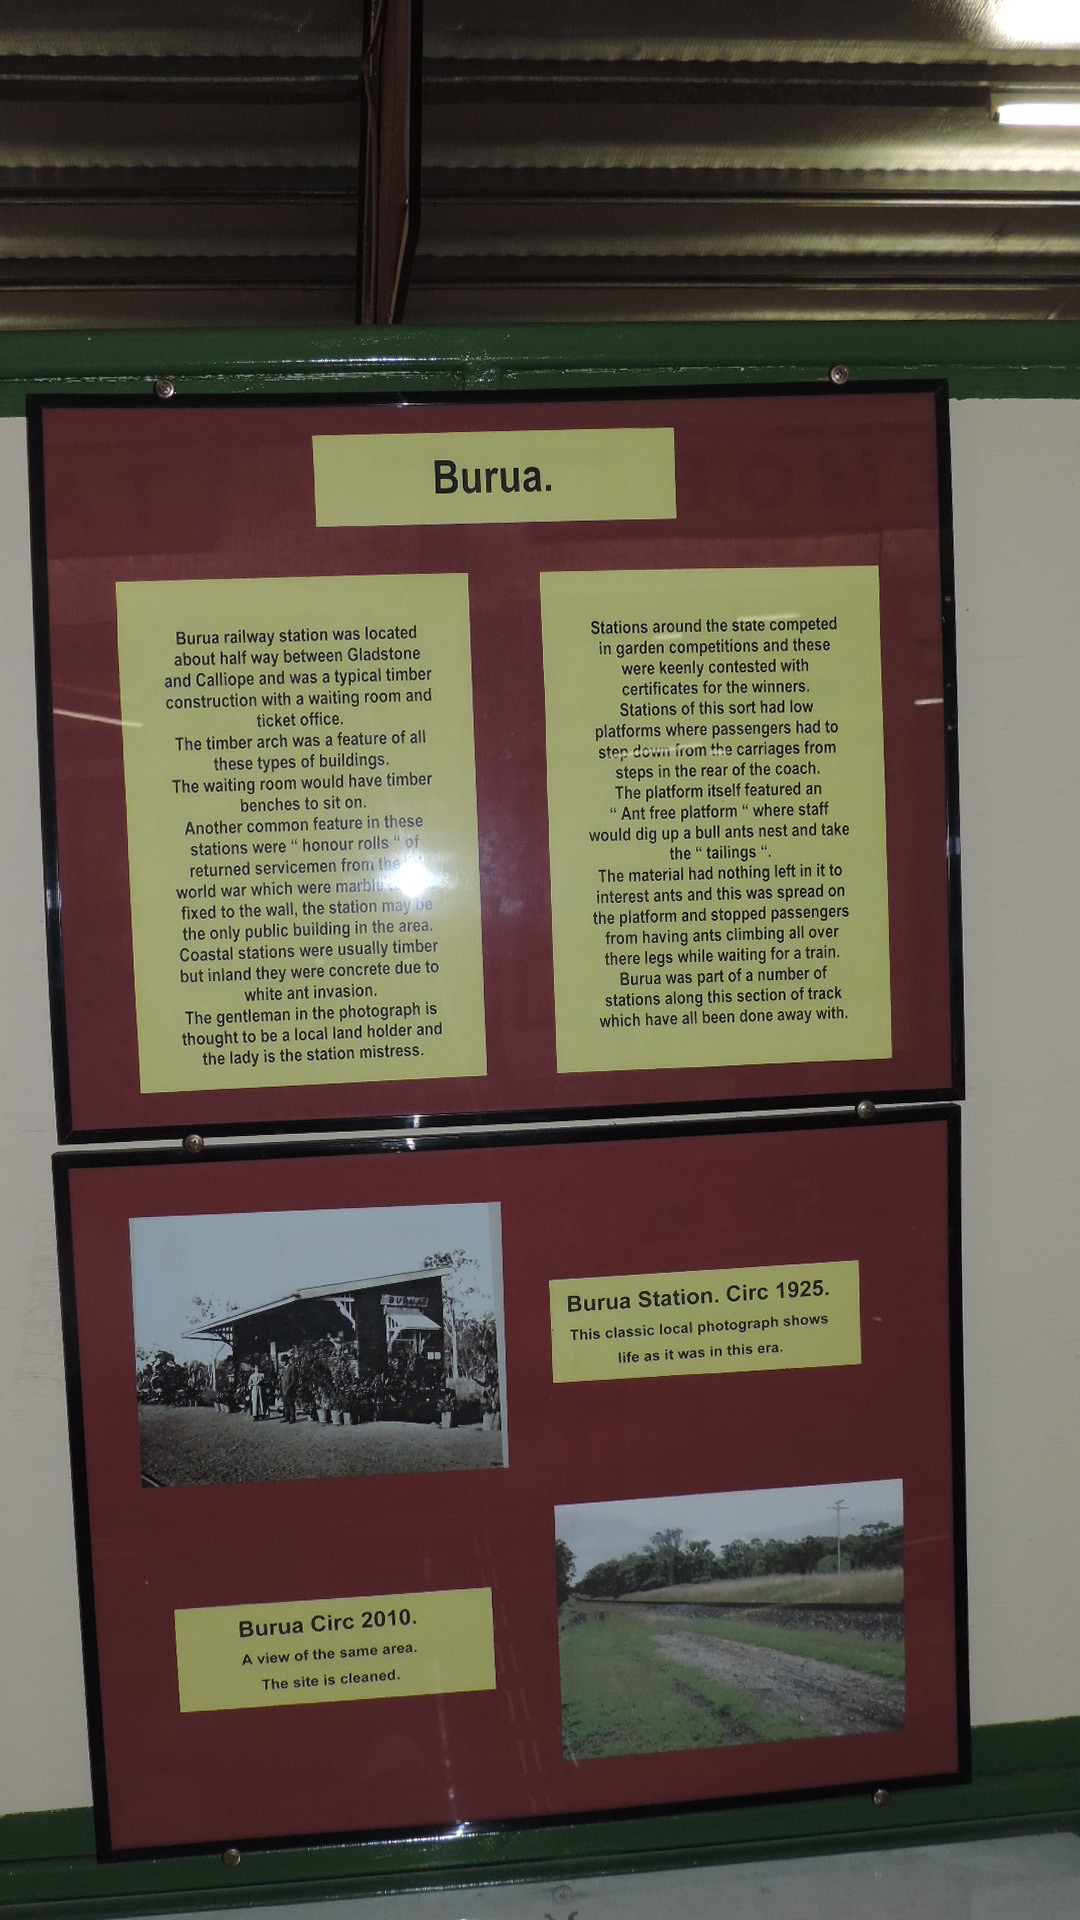 Burua.
Burua railway station was located
about half way between Gladstone
and Calliope and was a typical timber
construction with a waiting room and
ticket office.
The timber arch was a feature of all
these types of buildings.
The waiting room would have timber
benches to sit on.
Another common feature in these
stations were “ honour rolls “ of
returned servicemen from the
world war which were marble
fixed to the wall, the station may be
the only public building in the area.
Coastal stations were usually timber
but inland they were concrete due to
white ant invasion.
The gentleman in the photograph is
thought to be a local land holder and
the lady is the station mistress.
Stations around the state competed
in garden competitions and these
were keenly contested with
certificates for the winners.
Stations of this sort had low
platforms where passengers had to
step down from the carriages from
steps in the rear of the coach.
The platform itself featured an
“ Ant free platform “ where staff
would dig up a bull ants nest and take
the “ tailings “.
The material had nothing left in it to
interest ants and this was spread on
the platform and stopped passengers
from having ants climbing all over
there legs while waiting for a train.
Burua was part of a number of
stations along this section of track
which have all been done away with.
BURUA
Burua Station. Circ 1925.
This classic local photograph shows
life as it was in this era.
Burua Circ 2010.
A view of the same area.
The site is cleaned.